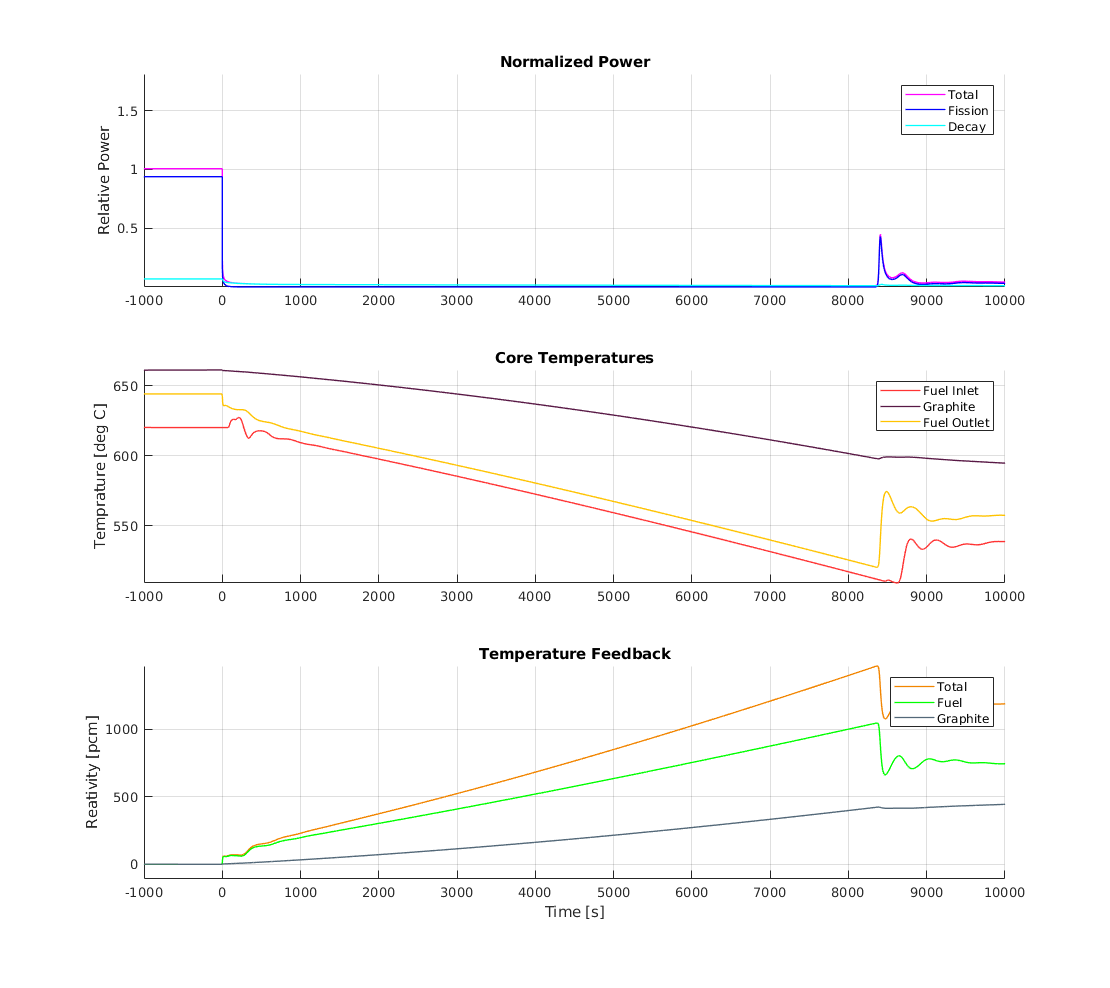 Normalized Power
Relative Power
1.5
1
0.5
Total
Fission
Decay
-1000 0 1000 2000 3000 4000 5000 6000 7000 8000 9000 10000
Core Temperatures
Temprature [deg C]
650
600
550
Fuel Inlet
Graphite
Fuel Outlet
-1000 0 1000 2000 3000 4000 5000 6000 7000 8000 9000 10000
Temperature Feedback
Reativity [pcm]
1000
500
0
Total
Fuel
Graphite
-1000 0 1000 2000 3000 4000 5000 6000 7000 8000 9000 10000
Time [s]